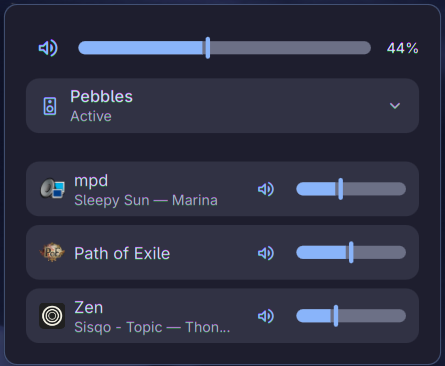 44%
Pebbles
Active
mpd
Sleepy Sun — Marina
Path of Exile
Zen
Sisqo - Topic — Thon...